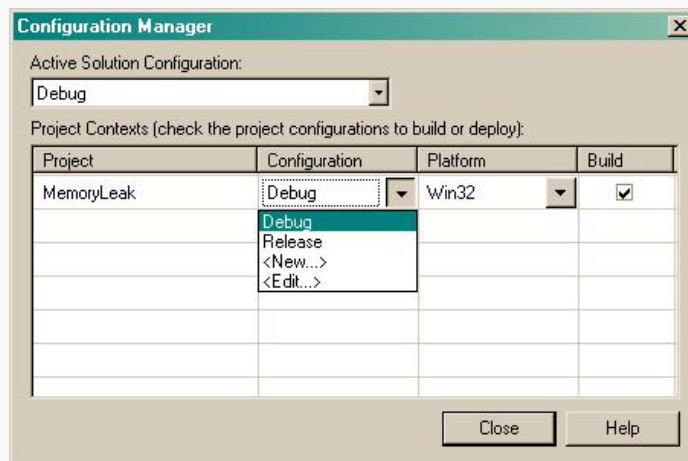 Configuration Manager
Active Solution Configuration:
Debug
Project Contexts (check the project configurations to build or deploy):
Project Configuration Platform Build
MemoryLeak Debug Win32
Debug
Release
<New...>
<Edit...>
Close Help